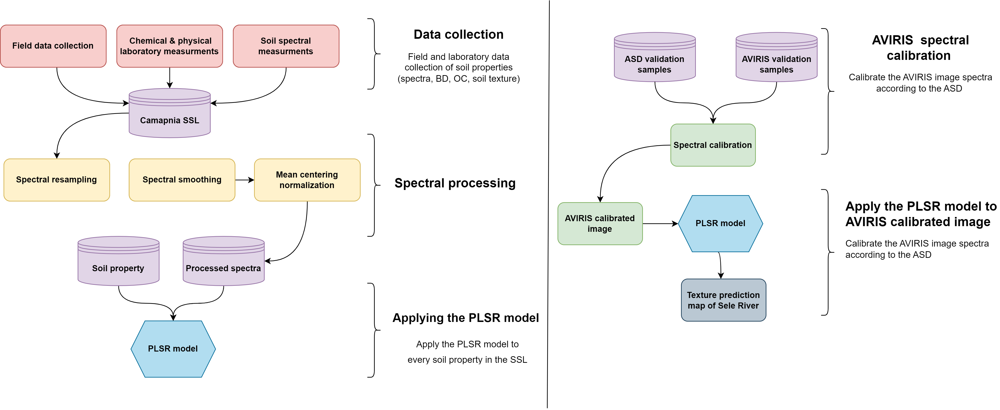 Field data collection
Chemical & physical
laboratory measurments
Soil spectral
measurments
Data collection
Field and laboratory data
collection of soil properties
(spectra, BD, OC, soil texture)
Camapnia SSL
Spectral resampling
Spectral smoothing
Mean centering
normalization
Spectral processing
Soil property
Processed spectra
PLSR model
Applying the PLSR model
Apply the PLSR model to
every soil property in the SSL
ASD validation
samples
AVIRIS validation
samples
AVIRIS  spectral
calibration
Calibrate the AVIRIS image spectra
according to the ASD
Spectral calibration
AVIRIS calibrated
image
PLSR model
Texture prediction
map of Sele River
Apply the PLSR model to
AVIRIS calibrated image
Calibrate the AVIRIS image spectra
according to the ASD